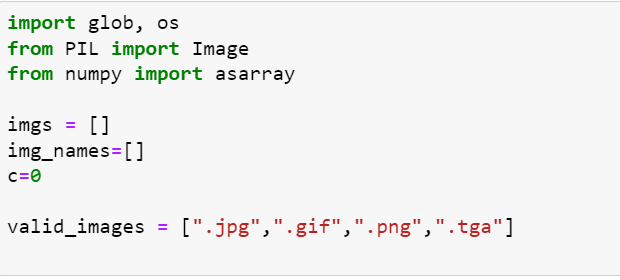 import glob, os
from PIL import Image
from numpy import asarray
imgs = []
img_names=[]
c=0
valid_images = [".jpg",".gif",".png",".tga"]